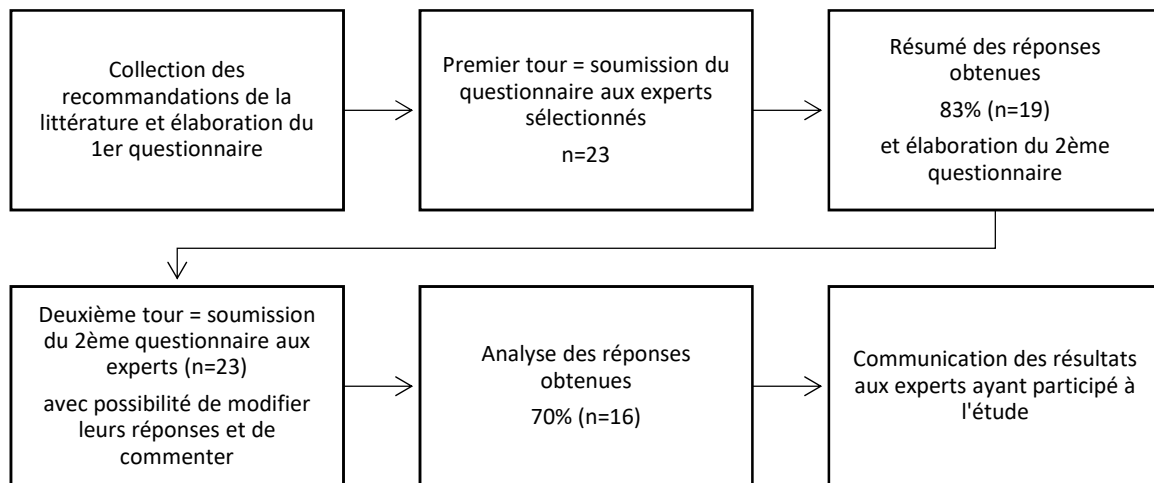 Collection des
recommandations de la
littérature et élaboration du
1er questionnaire
Premier tour = soumission du
questionnaire aux experts
sélectionnés
n=23
Résumé des réponses
obtenues
83% (n=19)
et élaboration du 2ème
questionnaire
Deuxième tour = soumission
du 2ème questionnaire aux
experts (n=23)
avec possibilité de modifier
leurs réponses et de
commenter
Analyse des réponses
obtenues
70% (n=16)
Communication des résultats
aux experts ayant participé à
l'étude